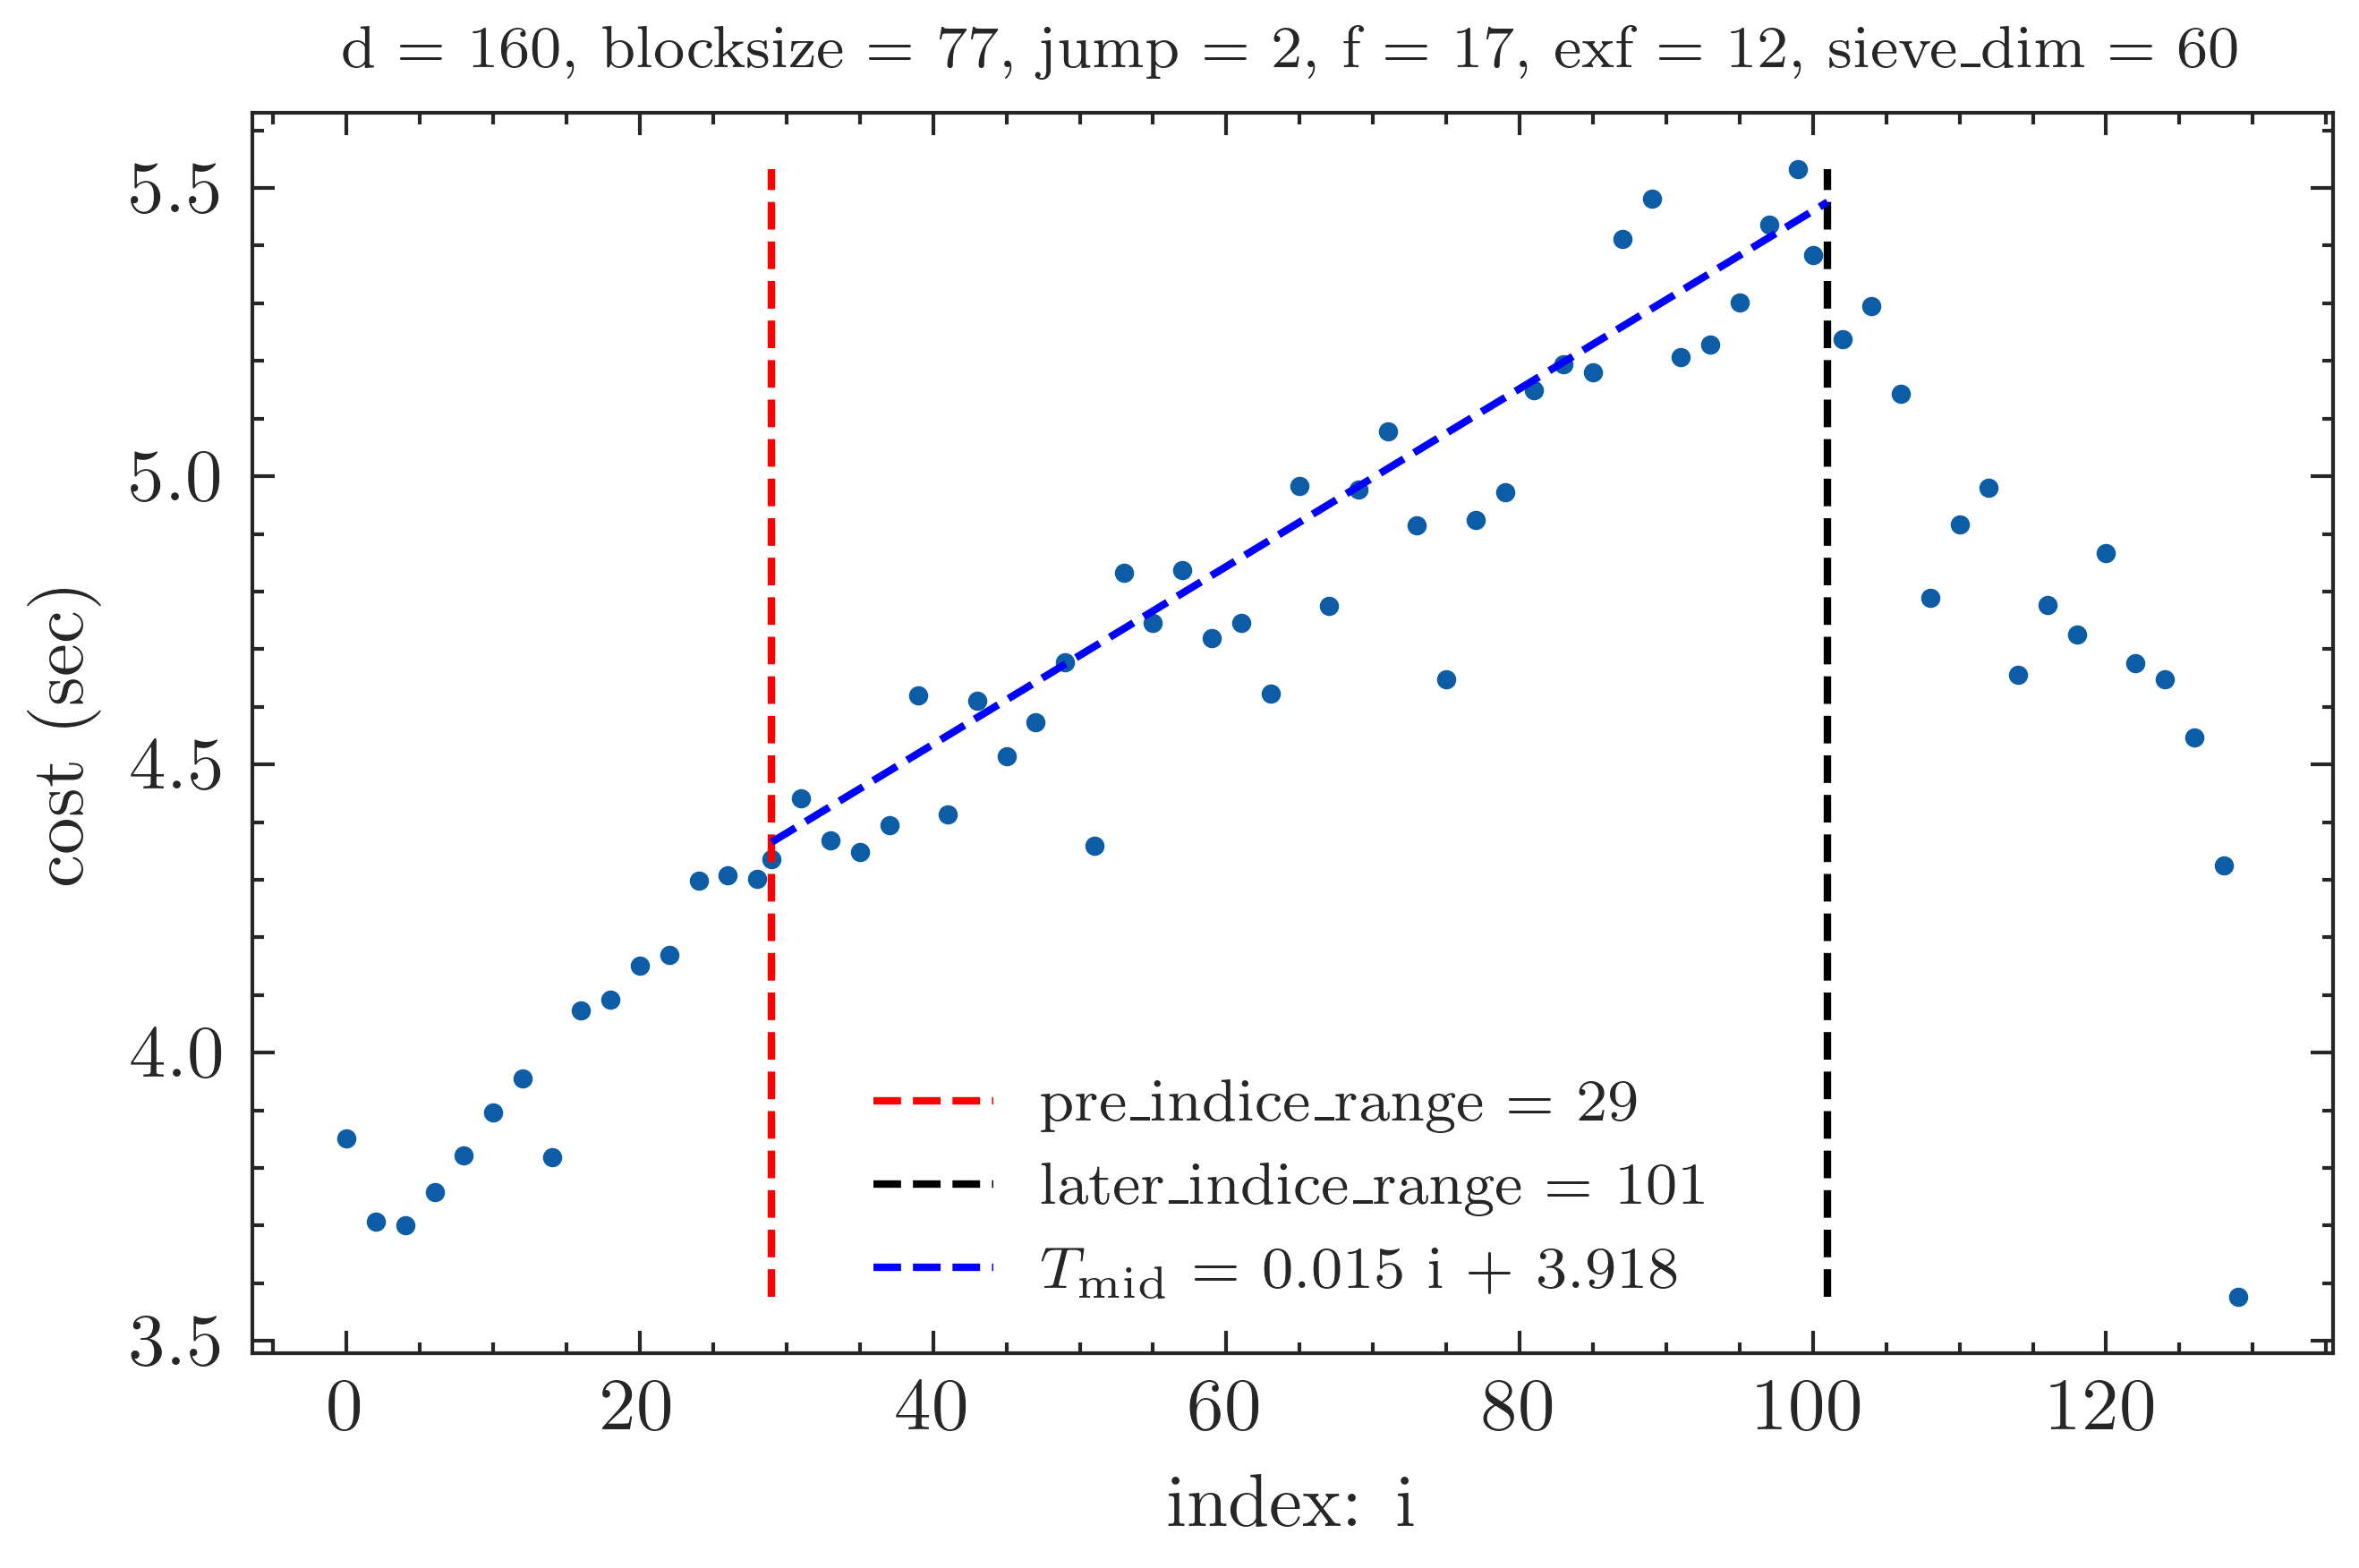 d = 160, blocksize = 77, jump = 2, f = 17, exf = 12, sieve_dim = 60
5.5
5.0
4.5
4.0
3.5
cost (sec)
pre_indice_range = 29
later_indice_range = 101
T_mid = 0.015 i + 3.918
0 20 40 60 80 100 120
index: i